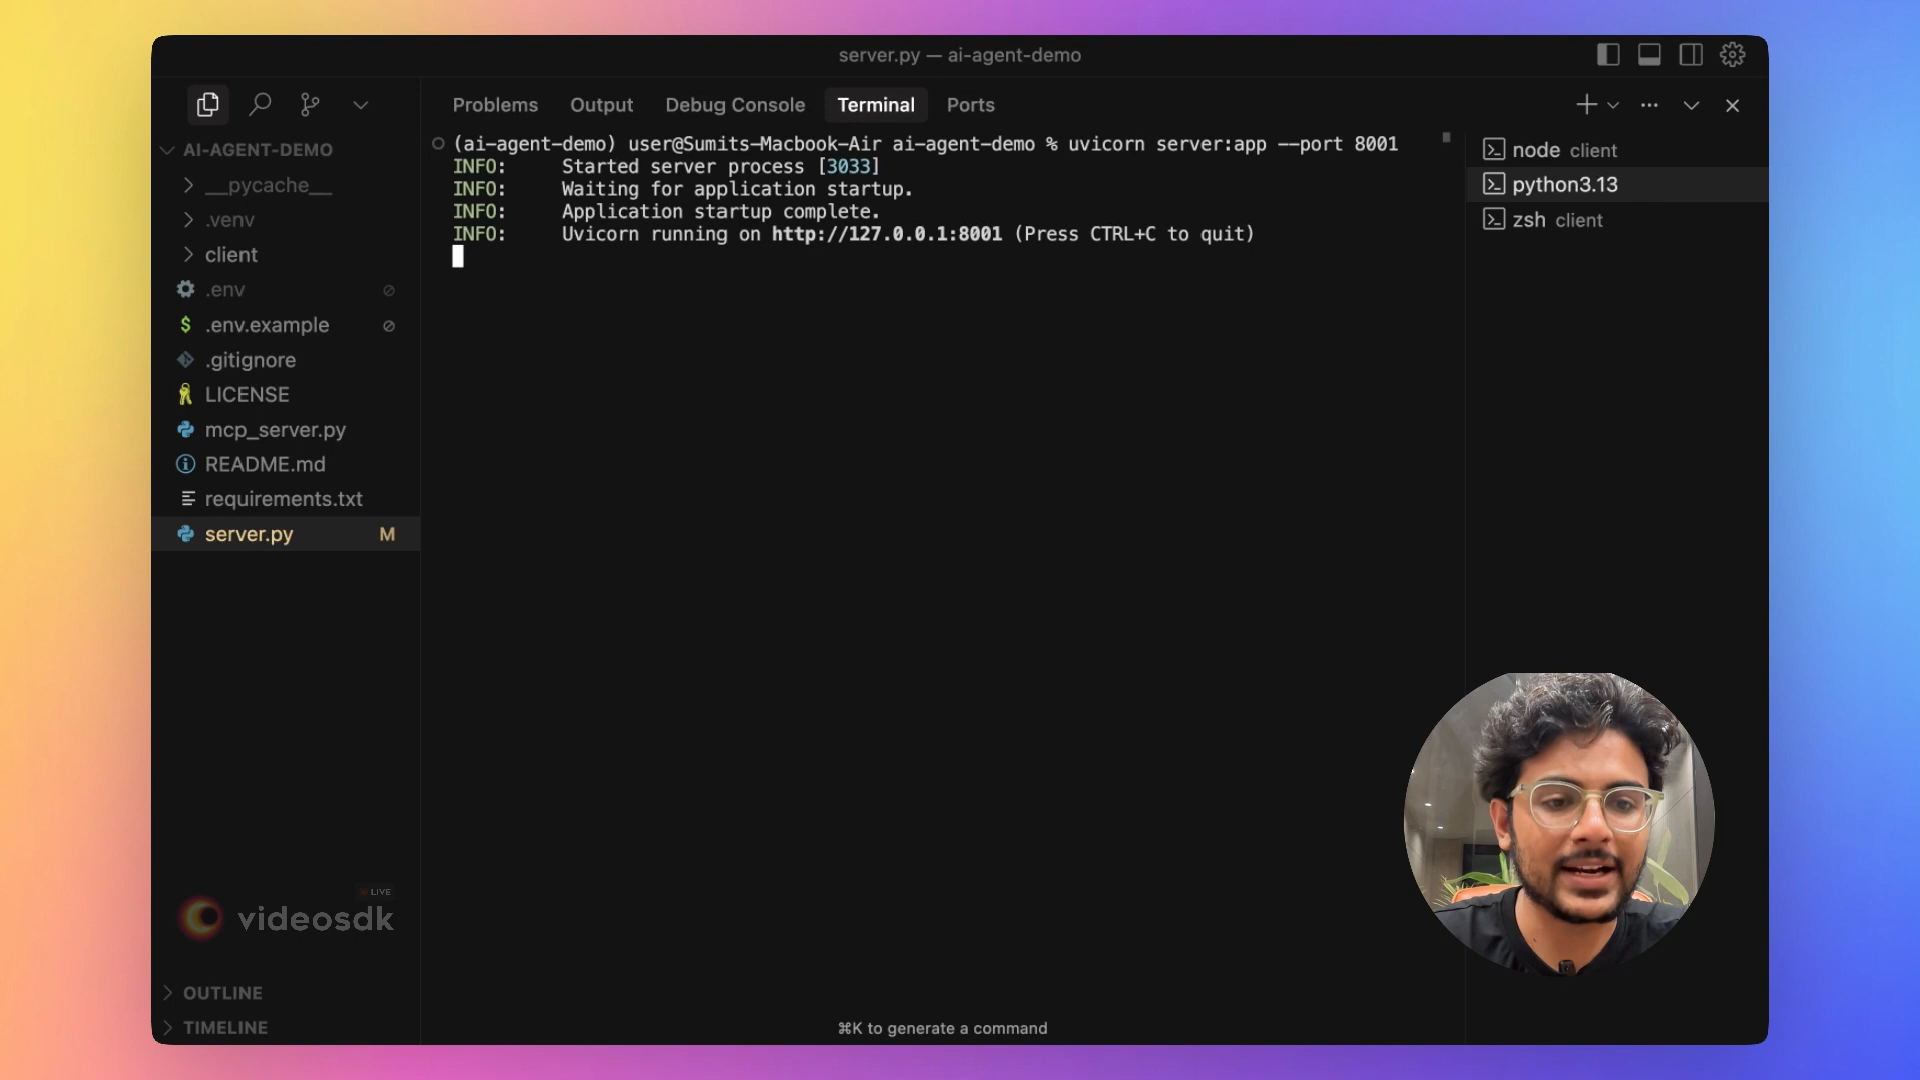 server.py — ai-agent-demo
AI-AGENT-DEMO
__pycache__
.venv
client
.env
.env.example
.gitignore
LICENSE
mcp_server.py
README.md
requirements.txt
server.py M
LIVE
videosdk
OUTLINE
TIMELINE
Problems Output Debug Console Terminal Ports
(ai-agent-demo) user@Sumits-Macbook-Air ai-agent-demo % uvicorn server:app --port 8001
INFO: Started server process [3033]
INFO: Waiting for application startup.
INFO: Application startup complete.
INFO: Uvicorn running on http://127.0.0.1:8001 (Press CTRL+C to quit)
⌘K to generate a command
node client
python3.13
zsh client